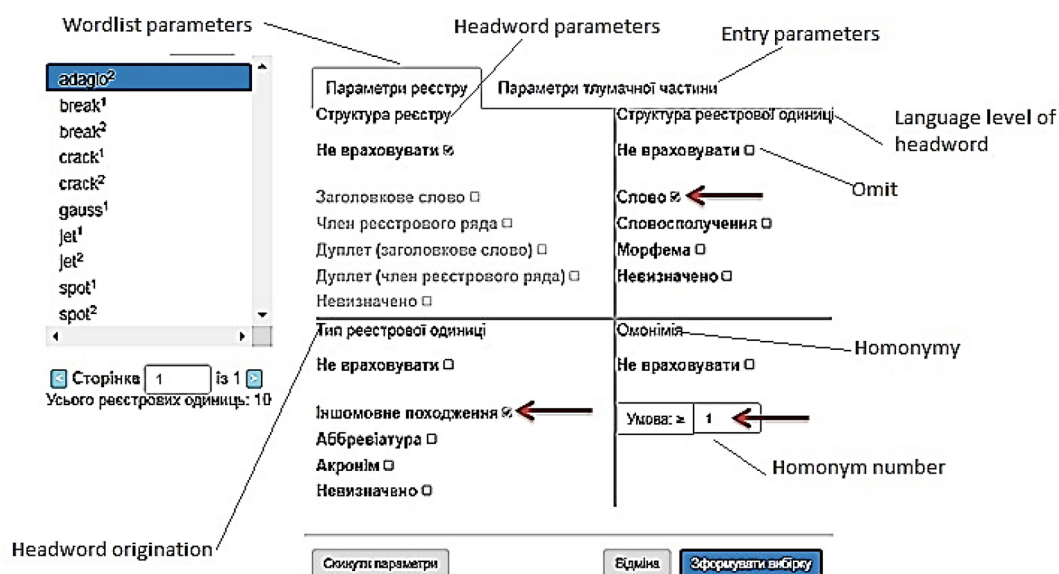 Wordlist parameters
Headword parameters
Entry parameters
adagio²
break¹
break²
crack¹
crack²
gauss¹
jet¹
jet²
spot¹
spot²
Сторінка 1 із 1
Усього реєстрових одиниць: 10
Параметри реєстру
Параметри тлумачної частини
Структура реєстру
Не враховувати
Заголовкове слово
Член реєстрового ряда
Дуплет (заголовкове слово)
Дуплет (член реєстрового ряда)
Невизначено
Структура реестрової одиниці
Не враховувати
Слово
Словосполучення
Морфема
Невизначено
Language level of
headword
Omit
Тип реестрової одиниці
Не враховувати
Іншомовне походження
Аббревіатура
Акронім
Невизначено
Омонімія
Не враховувати
Умова: ≥ 1
Homonymy
Homonym number
Headword origination
Скинути параметри
Відміна
Зформувати вибірку